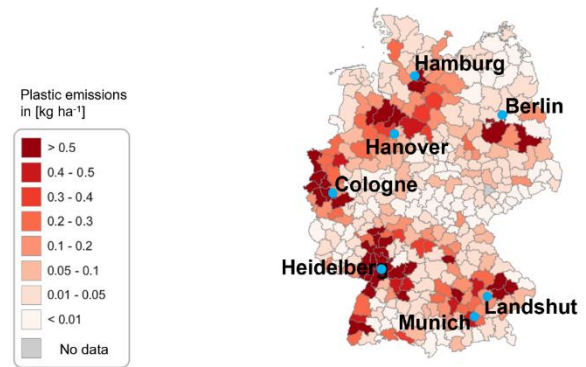 Plastic emissions
in [kg ha⁻¹]
> 0.5
0.4 - 0.5
0.3 - 0.4
0.2 - 0.3
0.1 - 0.2
0.05 - 0.1
0.01 - 0.05
< 0.01
No data
Hamburg
Berlin
Hanover
Cologne
Heidelberg
Landshut
Munich